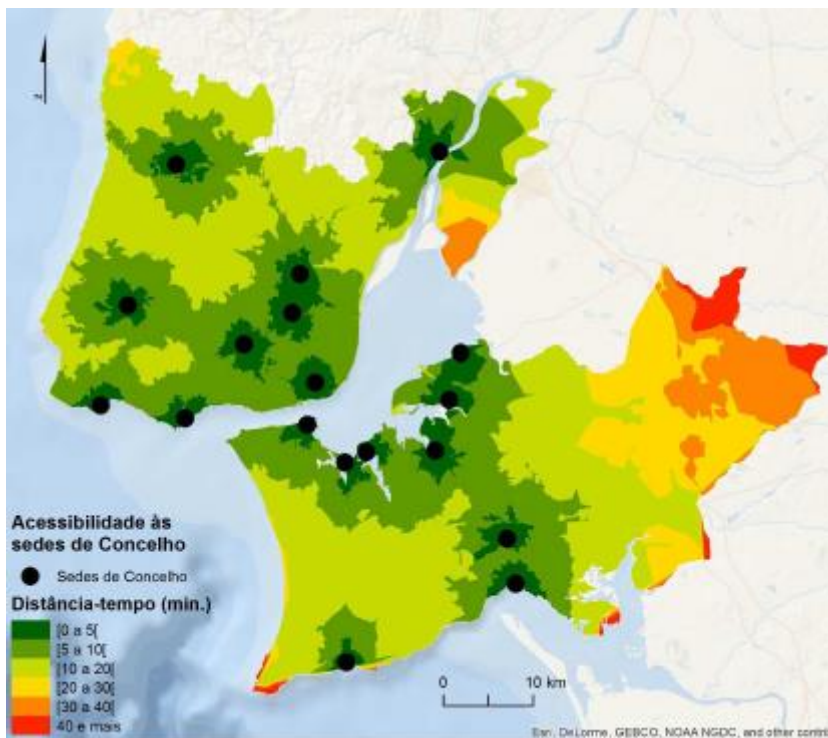 N
Acessibilidade às
sedes de Concelho
Sedes de Concelho
Distância-tempo (min.)
[0 a 5[
[5 a 10[
[10 a 20[
[20 a 30[
[30 a 40[
40 e mais
0 10 km
Esri, DeLorme, GEBCO, NOAA NGDC, and other contri